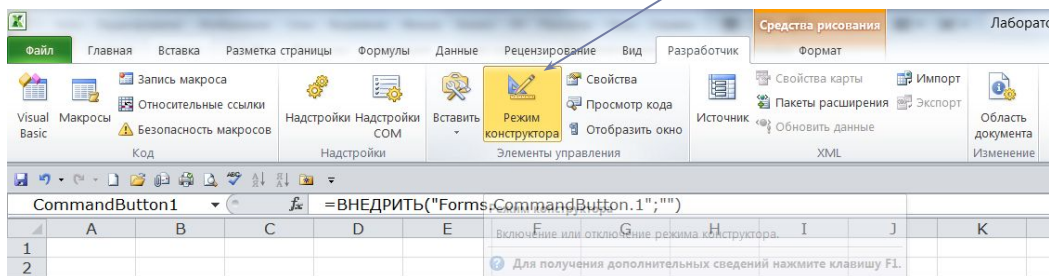 Средства рисования Лаборато
Файл Главная Вставка Разметка страницы Формулы Данные Рецензирование Вид Разработчик Формат
Visual Basic
Макросы
Запись макроса
Относительные ссылки
Безопасность макросов
Код
Надстройки
Надстройки COM
Надстройки
Вставить
Режим конструктора
Свойства
Просмотр кода
Отобразить окно
Элементы управления
Источник
Свойства карты
Пакеты расширения
Обновить данные
Импорт
Экспорт
XML
Область документа
Изменение
CommandButton1 fx =ВНЕДРИТЬ("Forms.CommandButton.1";"")
Режим конструктора
A B C D E F G H I J K
Включение или отключение режима конструктора.
1
2
Для получения дополнительных сведений нажмите клавишу F1.